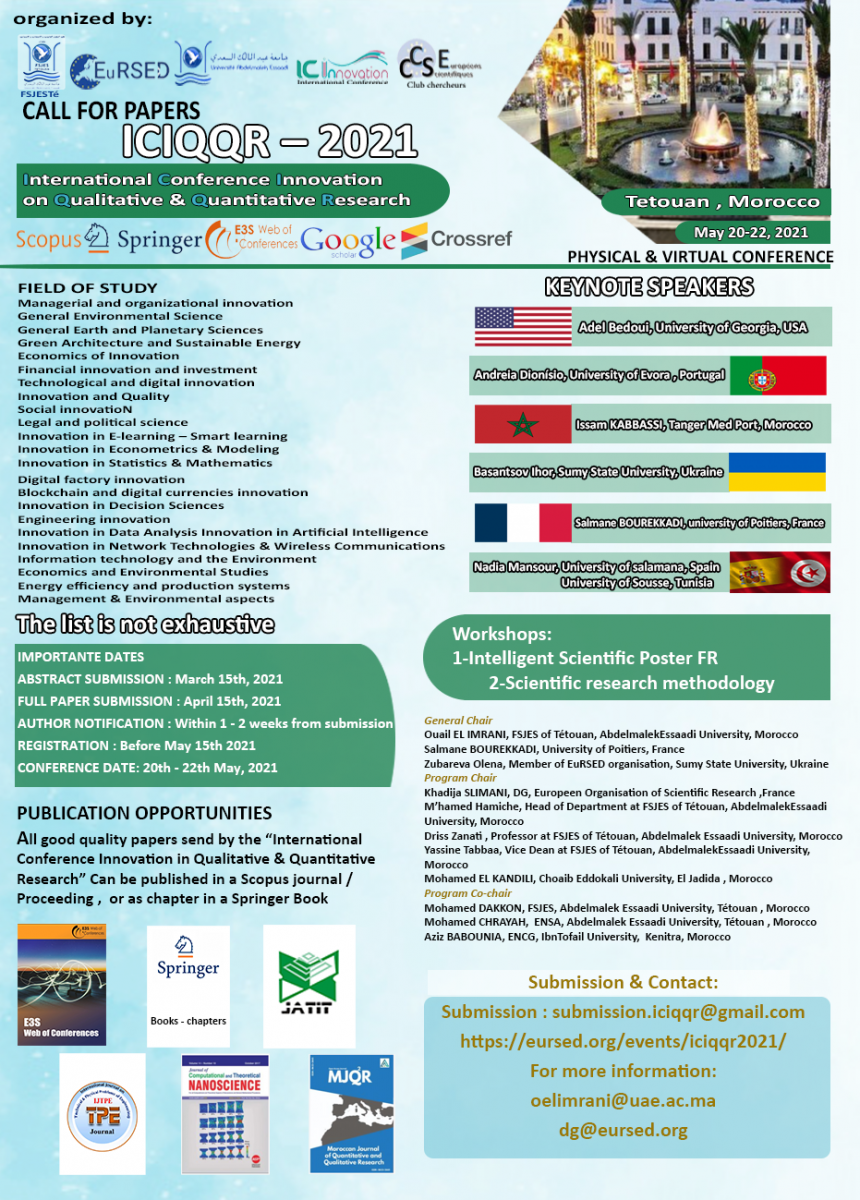 organized by:
FSJESTé
EuRSED
جامعة عبد المالك السعدي
Université Abdelmalek Essaadi
ICInnovation
International Conference
CCSE
Européens
Scientifiques
Club chercheurs
CALL FOR PAPERS
ICIQQR – 2021
International Conference Innovation
on Qualitative & Quantitative Research
Tetouan , Morocco
May 20-22, 2021
Scopus
Springer
E3S Web of
Conferences
Google
scholar
Crossref
PHYSICAL & VIRTUAL CONFERENCE
FIELD OF STUDY
Managerial and organizational innovation
General Environmental Science
General Earth and Planetary Sciences
Green Architecture and Sustainable Energy
Economics of Innovation
Financial innovation and investment
Technological and digital innovation
Innovation and Quality
Social innovatioN
Legal and political science
Innovation in E-learning – Smart learning
Innovation in Econometrics & Modeling
Innovation in Statistics & Mathematics
Digital factory innovation
Blockchain and digital currencies innovation
Innovation in Decision Sciences
Engineering innovation
Innovation in Data Analysis Innovation in Artificial Intelligence
Innovation in Network Technologies & Wireless Communications
Information technology and the Environment
Economics and Environmental Studies
Energy efficiency and production systems
Management & Environmental aspects
The list is not exhaustive
KEYNOTE SPEAKERS
Adel Bedoui, University of Georgia, USA
Andreia Dionísio, University of Evora , Portugal
Issam KABBASSI, Tanger Med Port, Morocco
Basantsov Ihor, Sumy State University, Ukraine
Salmane BOUREKKADI, university of Poitiers, France
Nadia Mansour, University of salamana, Spain
University of Sousse, Tunisia
IMPORTANTE DATES
ABSTRACT SUBMISSION : March 15th, 2021
FULL PAPER SUBMISSION : April 15th, 2021
AUTHOR NOTIFICATION : Within 1 - 2 weeks from submission
REGISTRATION : Before May 15th 2021
CONFERENCE DATE: 20th - 22th May, 2021
Workshops:
1-Intelligent Scientific Poster FR
2-Scientific research methodology
General Chair
Ouail EL IMRANI, FSJES of Tétouan, AbdelmalekEssaadi University, Morocco
Salmane BOUREKKADI, University of Poitiers, France
Zubareva Olena, Member of EuRSED organisation, Sumy State University, Ukraine
Program Chair
Khadija SLIMANI, DG, Europeen Organisation of Scientific Research ,France
M'hamed Hamiche, Head of Department at FSJES of Tétouan, AbdelmalekEssaadi
University, Morocco
Driss Zanati , Professor at FSJES of Tétouan, Abdelmalek Essaadi University, Morocco
Yassine Tabbaa, Vice Dean at FSJES of Tétouan, AbdelmalekEssaadi University,
Morocco
Mohamed EL KANDILI, Choaib Eddokali University, El Jadida , Morocco
Program Co-chair
Mohamed DAKKON, FSJES, Abdelmalek Essaadi University, Tétouan , Morocco
Mohamed CHRAYAH, ENSA, Abdelmalek Essaadi University, Tétouan , Morocco
Aziz BABOUNIA, ENCG, IbnTofail University, Kenitra, Morocco
PUBLICATION OPPORTUNITIES
All good quality papers send by the "International
Conference Innovation in Qualitative & Quantitative
Research" Can be published in a Scopus journal /
Proceeding , or as chapter in a Springer Book
E3S Web of
Conferences
E3S
Web of Conferences
Springer
Books - chapters
JATIT
International Journal on
Technical & Physical Problems of Engineering
IJTPE
TPE
Journal
Journal of
Computational and Theoretical
NANOSCIENCE
MJQR
Moroccan Journal
of Quantitative and
Qualitative Research
Submission & Contact:
Submission : submission.iciqqr@gmail.com
https://eursed.org/events/iciqqr2021/
For more information:
oelimrani@uae.ac.ma
dg@eursed.org